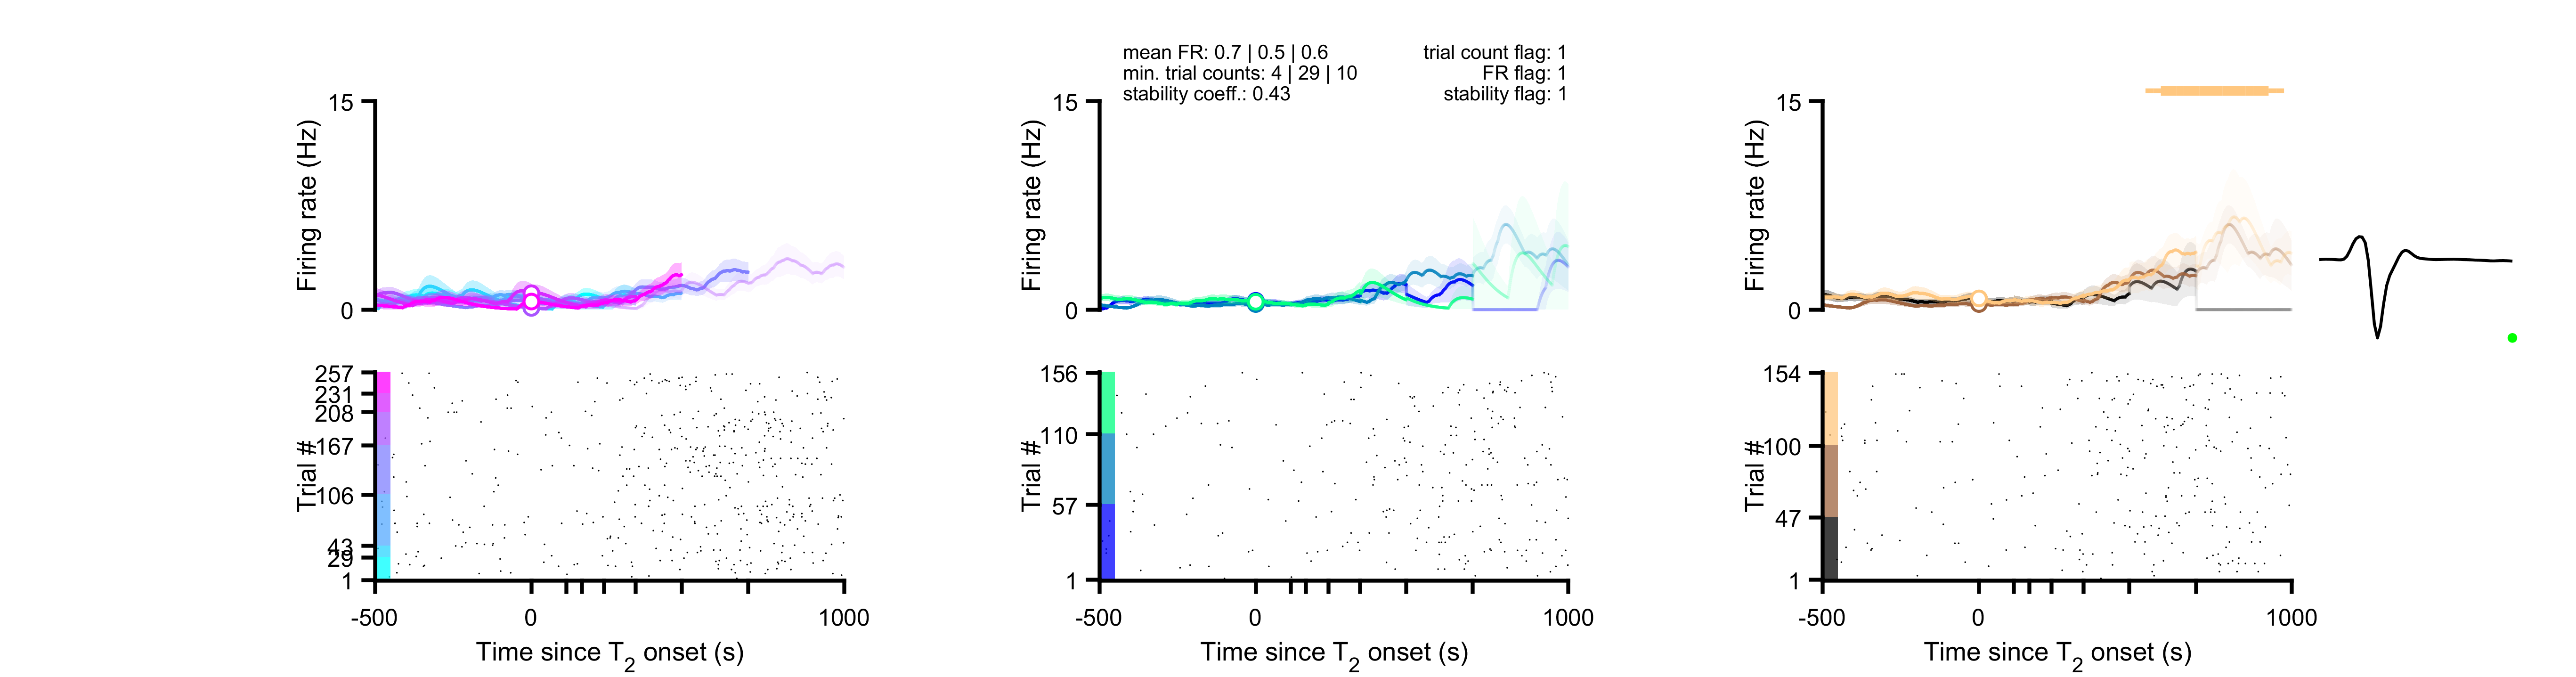 mean FR: 0.7 | 0.5 | 0.6
min. trial counts: 4 | 29 | 10
stability coeff.: 0.43
trial count flag: 1
FR flag: 1
stability flag: 1
15
Firing rate (Hz)
0
15
Firing rate (Hz)
0
15
Firing rate (Hz)
0
257
231
208
167
106
43
29
1
Trial #
-500
0
1000
Time since T2 onset (s)
156
110
57
1
Trial #
-500
0
1000
Time since T2 onset (s)
154
100
47
1
Trial #
-500
0
1000
Time since T2 onset (s)